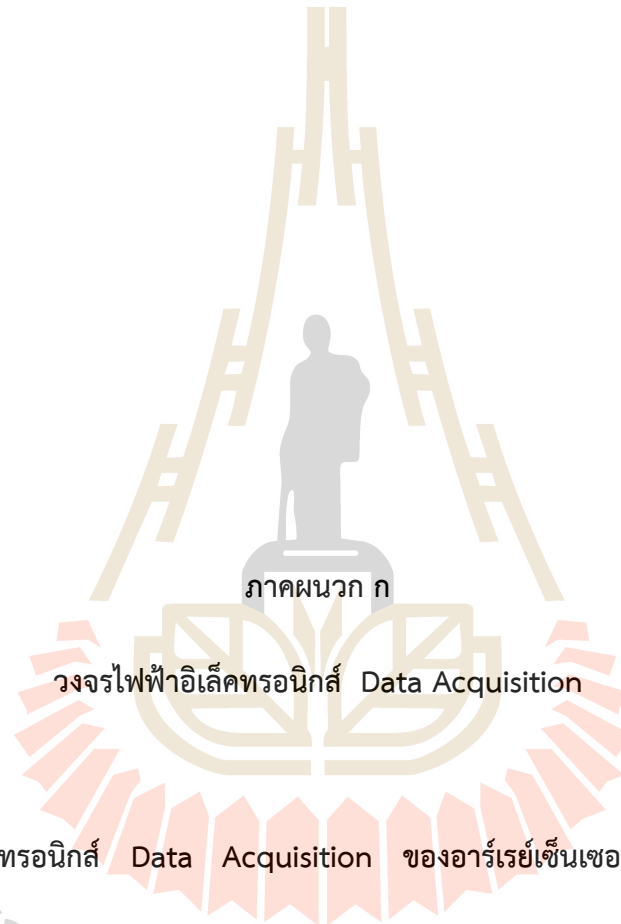 ภาคผนวก ก
วงจรไฟฟ้าอิเล็คทรอนิกส์ Data Acquisition
ทรอนิกส์ Data Acquisition ของอาร์เรย์เซ็นเซอ